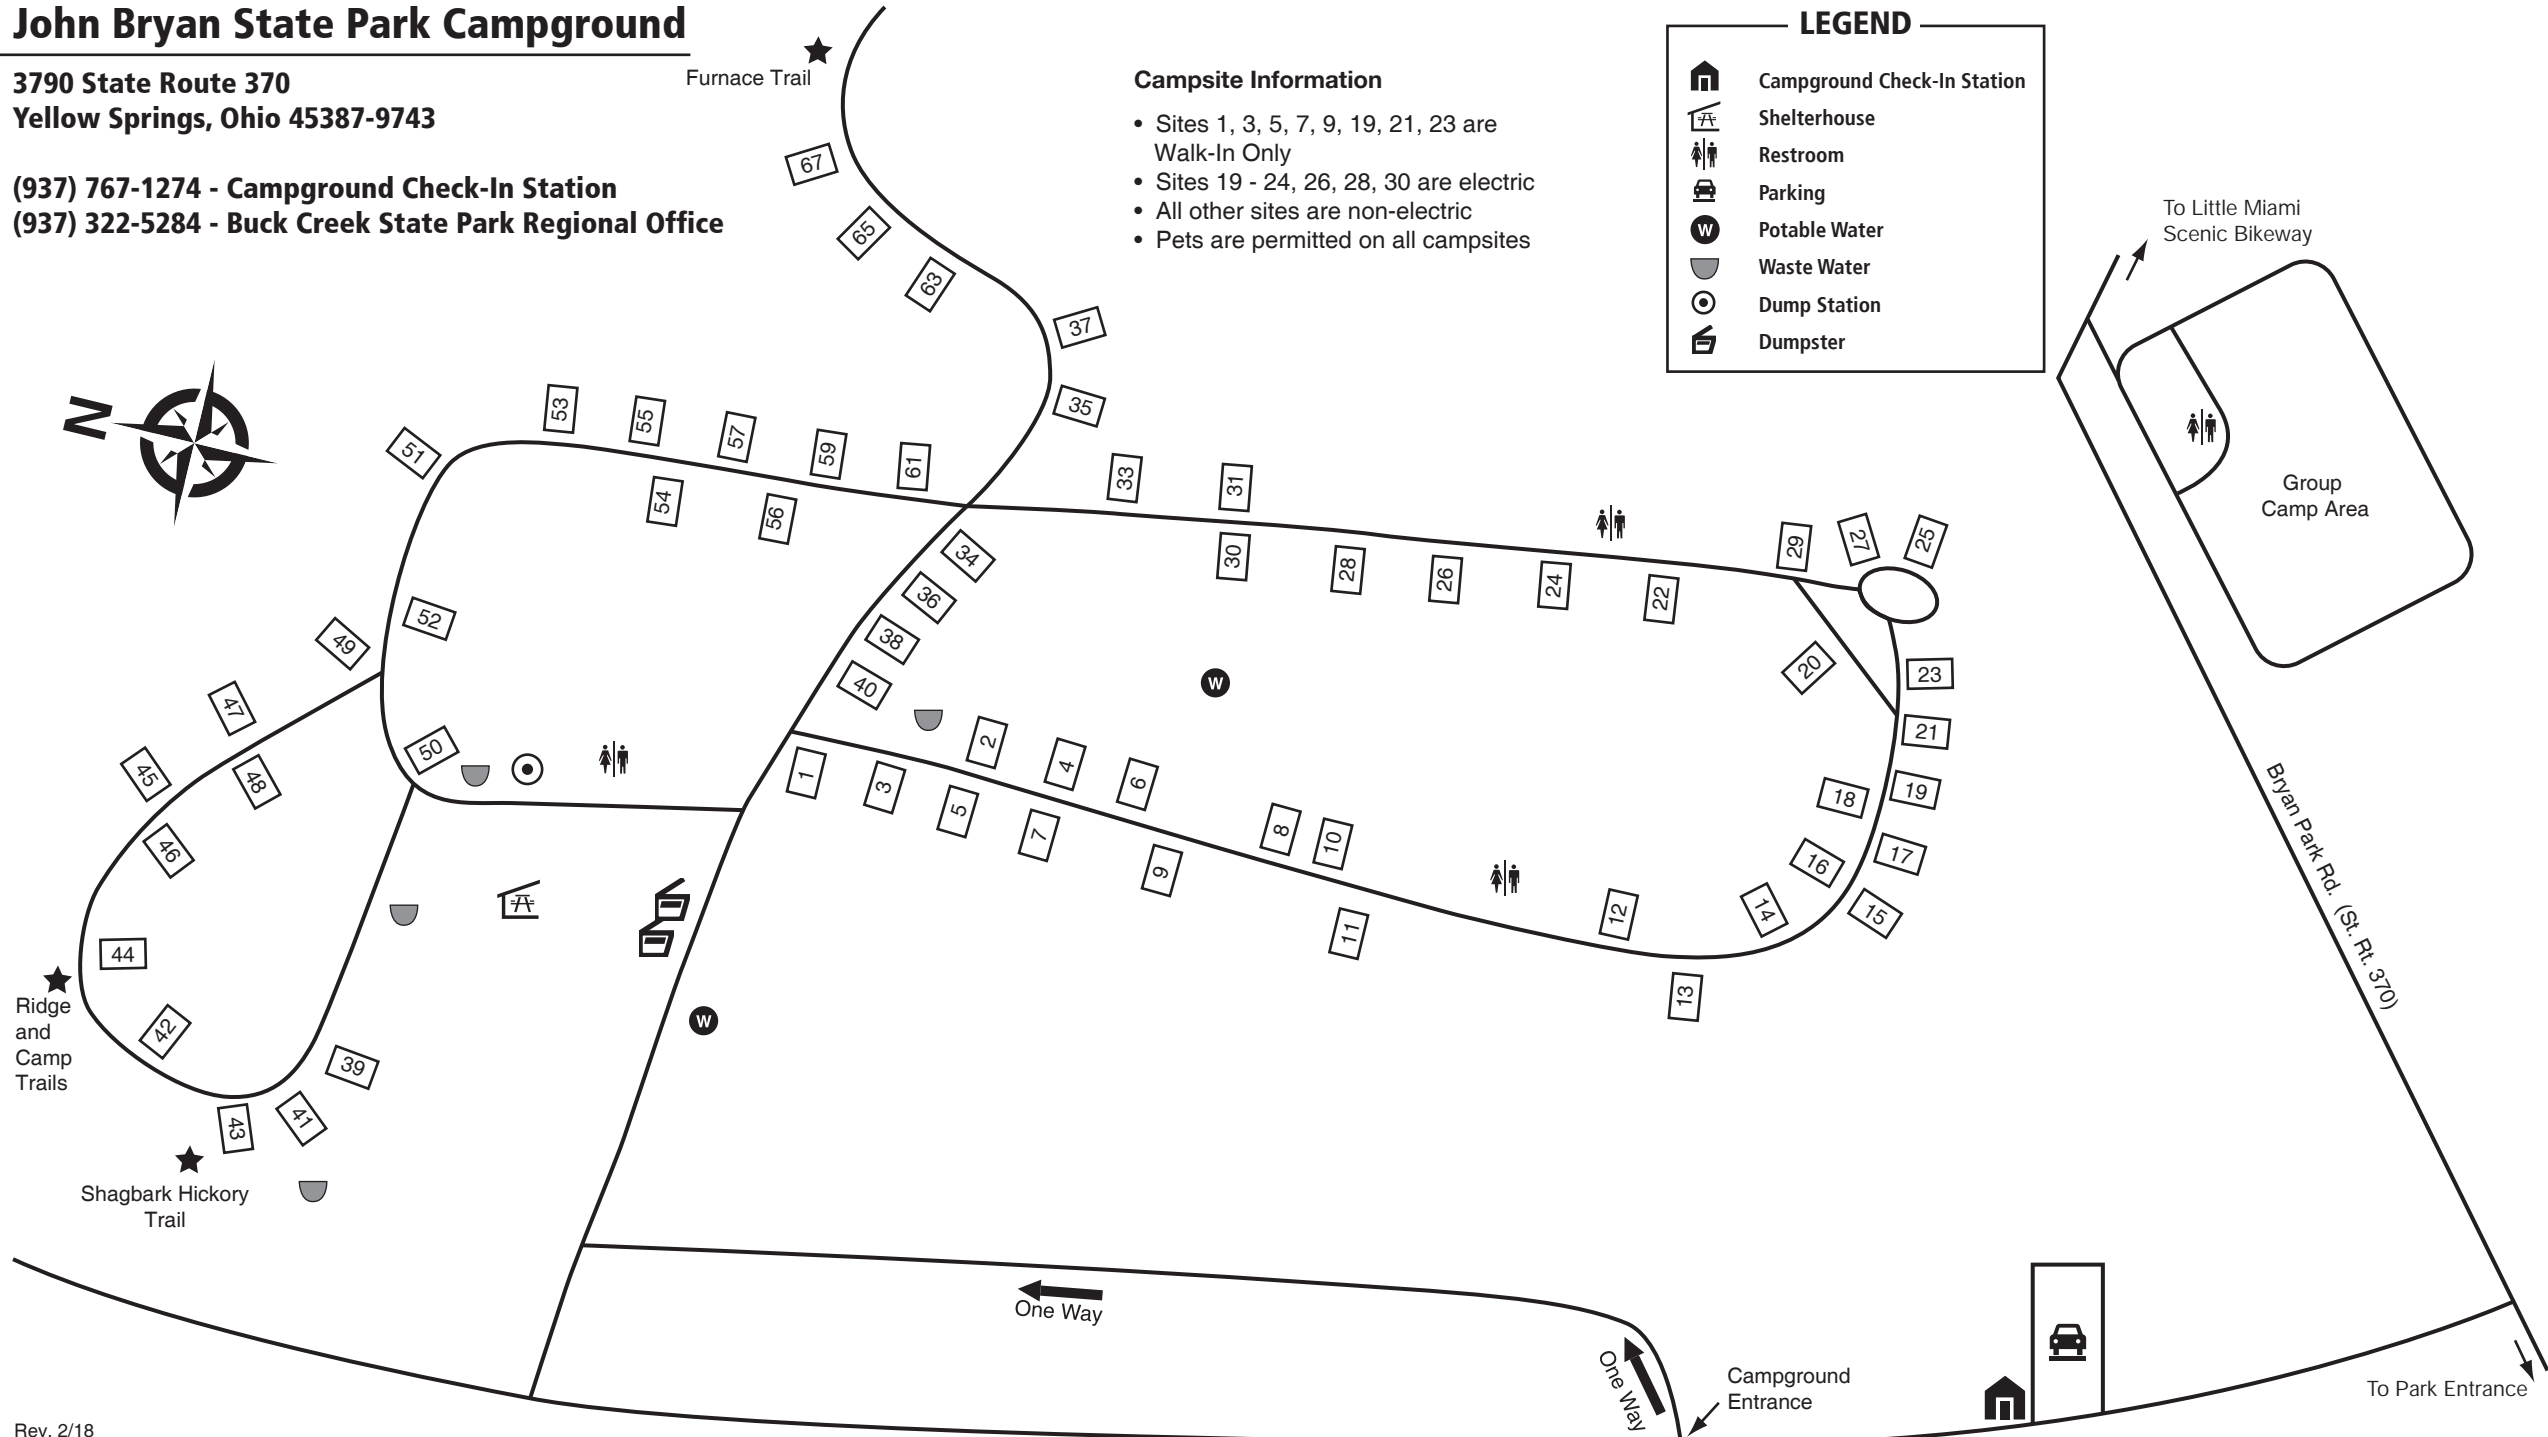 John Bryan State Park Campground
3790 State Route 370
Yellow Springs, Ohio 45387-9743
(937) 767-1274 - Campground Check-In Station
(937) 322-5284 - Buck Creek State Park Regional Office
Furnace Trail
Campsite Information
• Sites 1, 3, 5, 7, 9, 19, 21, 23 are
Walk-In Only
• Sites 19 - 24, 26, 28, 30 are electric
• All other sites are non-electric
• Pets are permitted on all campsites
LEGEND
Campground Check-In Station
Shelterhouse
Restroom
Parking
W
Potable Water
Waste Water
Dump Station
Dumpster
To Little Miami
Scenic Bikeway
Group
Camp Area
N
67
65
63
37
35
53
55
57
59
61
33
31
51
54
56
34
30
28
26
24
22
29
27
25
52
36
38
40
49
47
45
48
46
50
W
20
23
21
19
18
17
16
15
14
2
4
6
1
3
5
7
9
8
10
11
12
13
44
42
39
41
43
W
Ridge
and
Camp
Trails
Shagbark Hickory
Trail
Bryan Park Rd. (St. Rt. 370)
One Way
One Way
Campground
Entrance
To Park Entrance
Rev. 2/18